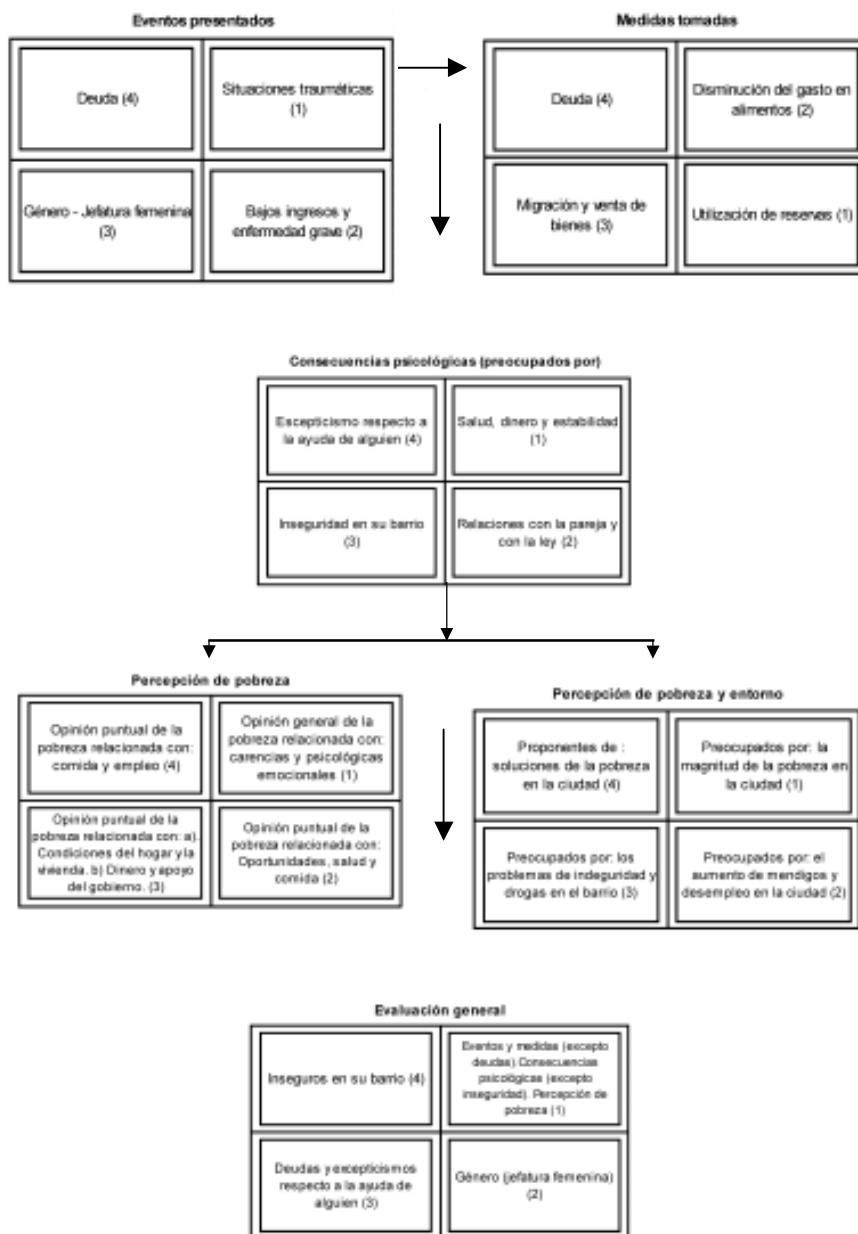 Eventos presentados
Deuda (4)
Situaciones traumáticas
(1)
Género - Jefatura femenina
(3)
Bajos ingresos y
enfermedad grave (2)
Medidas tomadas
Deuda (4)
Disminución del gasto en
alimentos (2)
Migración y venta de
bienes (3)
Utilización de reservas (1)
Consecuencias psicológicas (preocupados por)
Escepticismo respecto a
la ayuda de alguien (4)
Salud, dinero y estabilidad
(1)
Inseguridad en su barrio
(3)
Relaciones con la pareja y
con la ley (2)
Percepción de pobreza
Opinión puntual de la
pobreza relacionada con:
comida y empleo (4)
Opinión general de la
pobreza relacionada con:
carencias y psicológicas
emocionales (1)
Opinión puntual de la
pobreza relacionada con: a).
Condiciones del hogar y la
vivienda. b) Dinero y apoyo
del gobierno. (3)
Opinión puntual de la
pobreza relacionada con:
Oportunidades, salud y
comida (2)
Percepción de pobreza y entorno
Proponentes de :
soluciones de la pobreza
en la ciudad (4)
Preocupados por: la
magnitud de la pobreza en
la ciudad (1)
Preocupados por: los
problemas de indeguridad y
drogas en el barrio (3)
Preocupados por: el
aumento de mendigos y
desempleo en la ciudad (2)
Evaluación general
Inseguros en su barrio (4)
Eventos y medidas (excepto
deudas).Consecuencias
psicológicas (excepto
inseguridad). Percepción de
pobreza (1)
Deudas y excepticismos
respecto a la ayuda de
alguien (3)
Género (jefatura femenina)
(2)